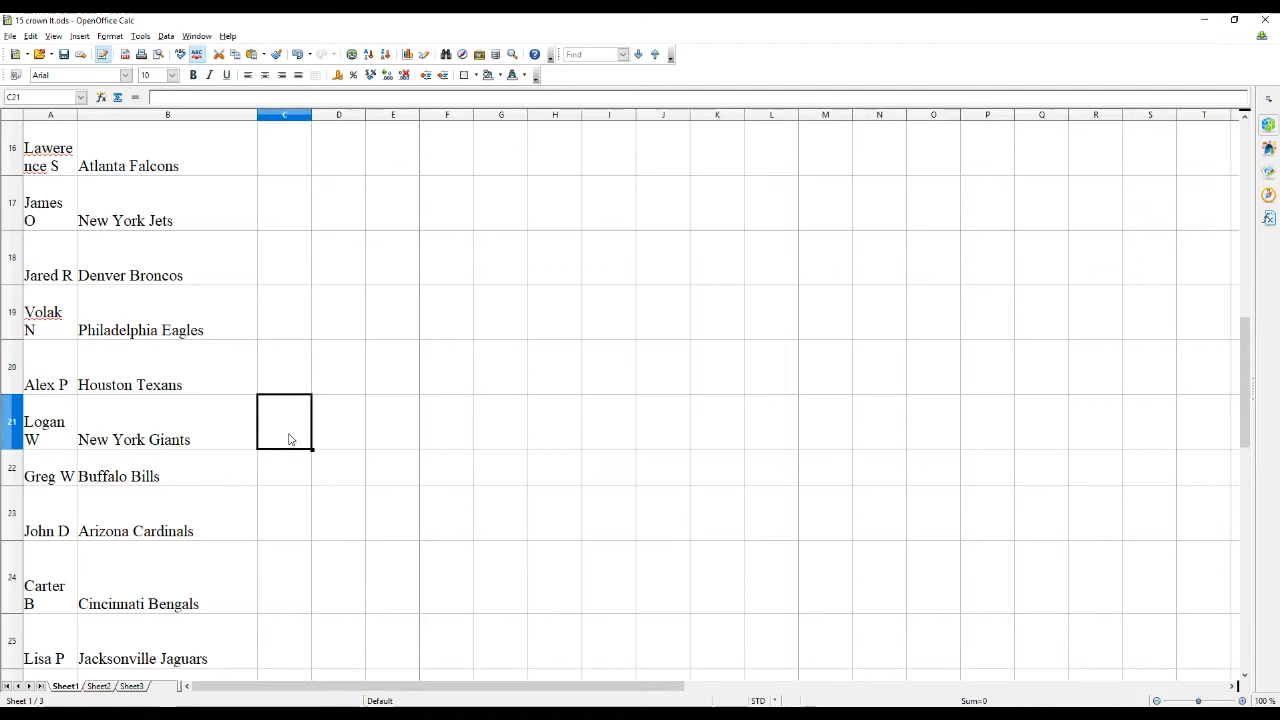 15 crown lt.ods - OpenOffice Calc
File Edit View Insert Format Tools Data Window Help
Find
Arial 10
C21
A B C D E F G H I J K L M N O P Q R S T
16 Lawere
nce S Atlanta Falcons
17 James
O New York Jets
18 Jared R Denver Broncos
19 Volak
N Philadelphia Eagles
20 Alex P Houston Texans
21 Logan
W New York Giants
22 Greg W Buffalo Bills
23 John D Arizona Cardinals
24 Carter
B Cincinnati Bengals
25 Lisa P Jacksonville Jaguars
Sheet1 Sheet2 Sheet3
Sheet 1 / 3 Default STD * Sum=0 100 %